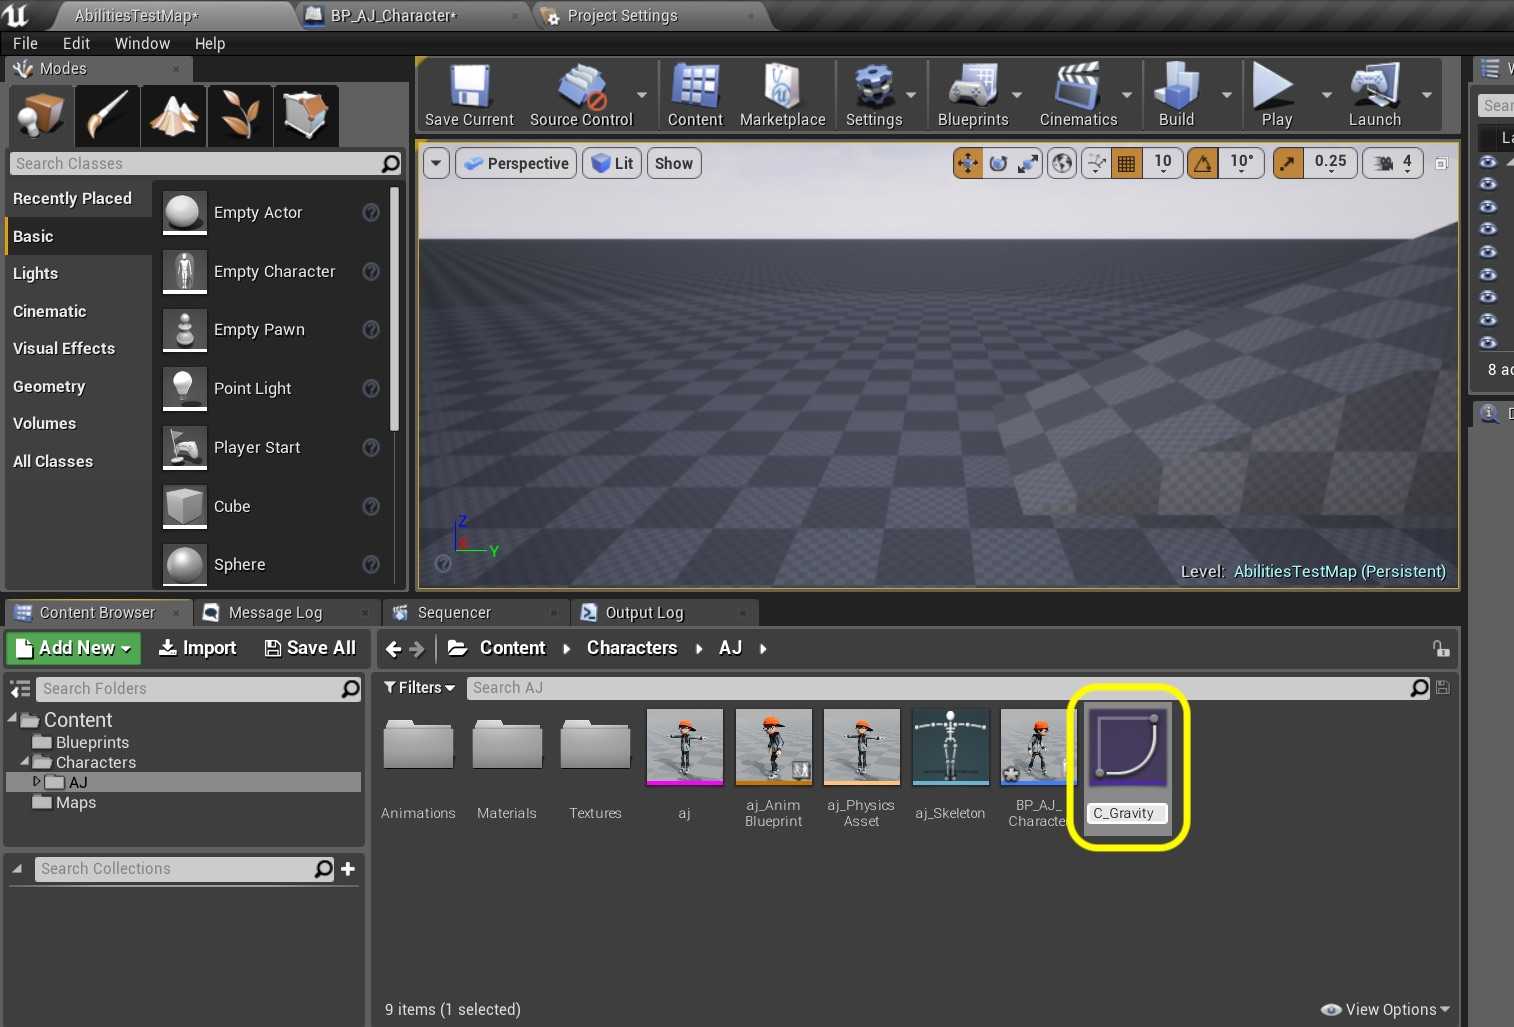 AbilitiesTestMap*
BP_AJ_Character*
Project Settings
File Edit Window Help
Modes
Save Current
Source Control
Content
Marketplace
Settings
Blueprints
Cinematics
Build
Play
Launch
Search Classes
Recently Placed
Basic
Lights
Cinematic
Visual Effects
Geometry
Volumes
All Classes
Empty Actor
Empty Character
Empty Pawn
Point Light
Player Start
Cube
Sphere
Perspective
Lit
Show
10
10°
0.25
4
Z
Y
Level: AbilitiesTestMap (Persistent)
8 ac
Content Browser
Message Log
Sequencer
Output Log
Add New
Import
Save All
Content Characters AJ
Search Folders
Filters
Search AJ
Content
Blueprints
Characters
AJ
Maps
Search Collections
Animations
Materials
Textures
aj
aj_Anim
Blueprint
aj_Physics
Asset
aj_Skeleton
BP_AJ_
Characte
C_Gravity
9 items (1 selected)
View Options